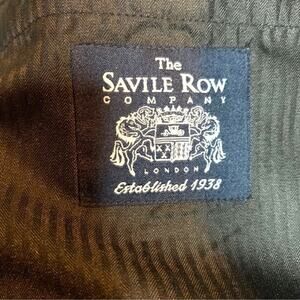 The
SAVILE ROW
COMPANY
LONDON
Established 1938